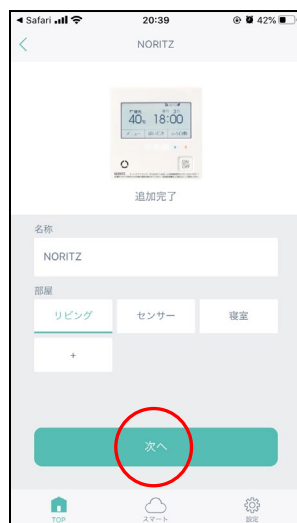 Safari 20:39 42%
NORITZ
40% 18:00
追加完了
名称
NORITZ
部屋
リビング センサー 寝室
+
次へ
TOP スマート 設定